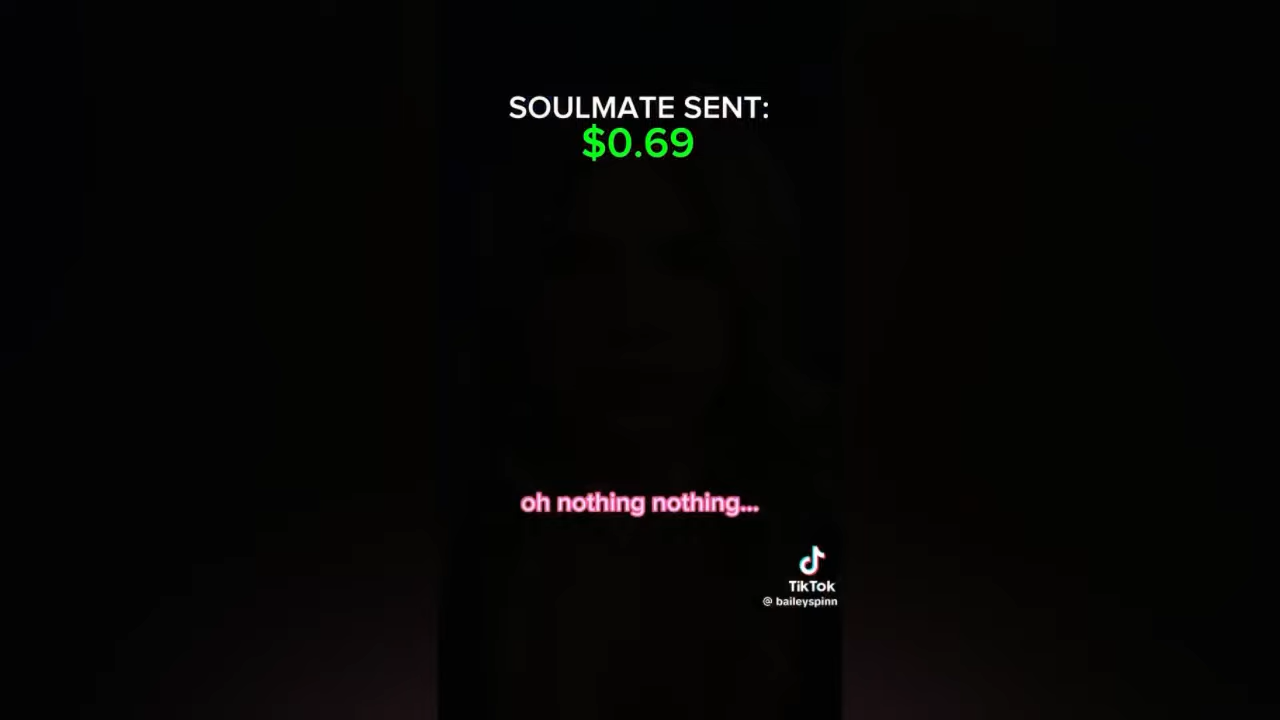 SOULMATE SENT:
$0.69
oh nothing nothing...
TikTok
@ baileyspinn